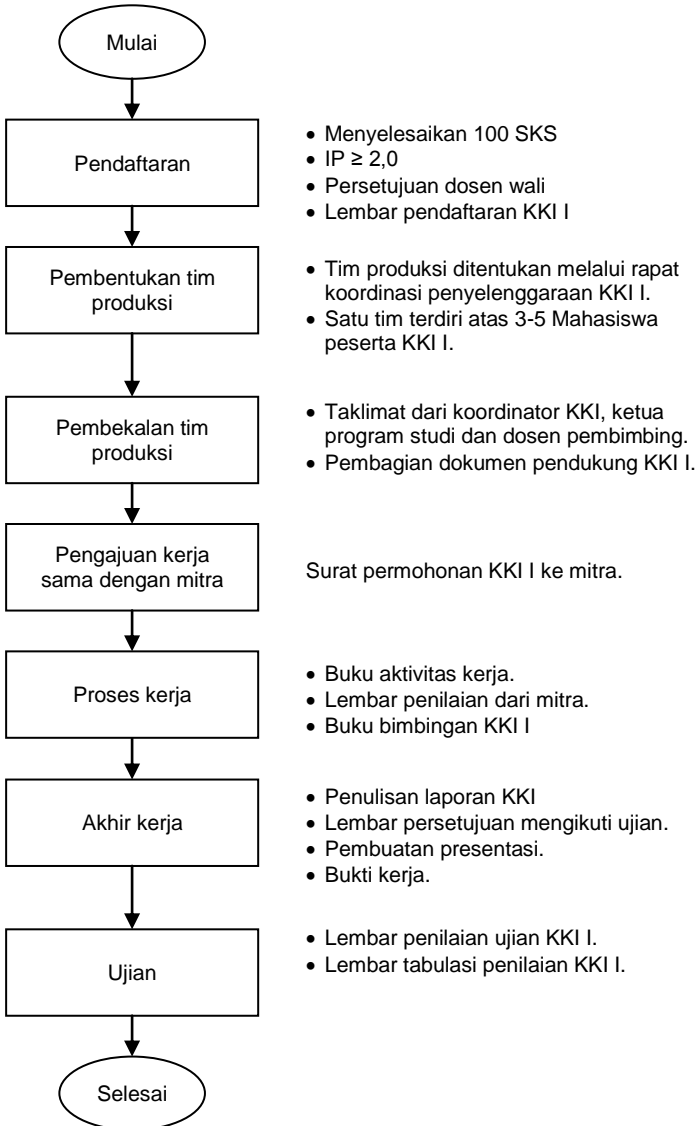 Mulai
Pendaftaran
• Menyelesaikan 100 SKS
• IP ≥ 2,0
• Persetujuan dosen wali
• Lembar pendaftaran KKI I
Pembentukan tim
produksi
• Tim produksi ditentukan melalui rapat
koordinasi penyelenggaraan KKI I.
• Satu tim terdiri atas 3-5 Mahasiswa
peserta KKI I.
Pembekalan tim
produksi
• Taklimat dari koordinator KKI, ketua
program studi dan dosen pembimbing.
• Pembagian dokumen pendukung KKI I.
Pengajuan kerja
sama dengan mitra
Surat permohonan KKI I ke mitra.
Proses kerja
• Buku aktivitas kerja.
• Lembar penilaian dari mitra.
• Buku bimbingan KKI I
Akhir kerja
• Penulisan laporan KKI
• Lembar persetujuan mengikuti ujian.
• Pembuatan presentasi.
• Bukti kerja.
Ujian
• Lembar penilaian ujian KKI I.
• Lembar tabulasi penilaian KKI I.
Selesai